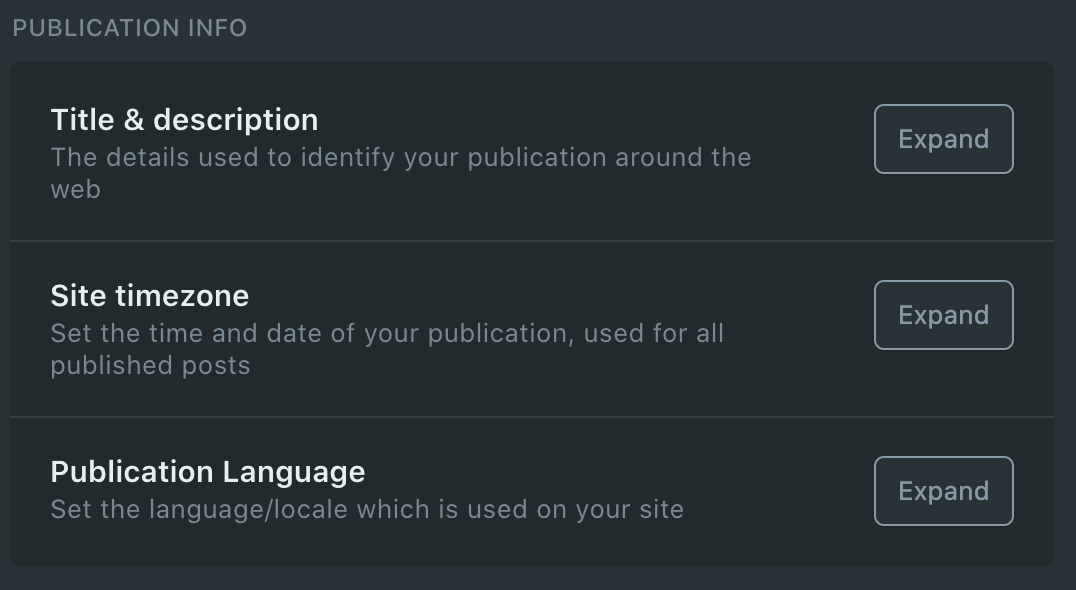 PUBLICATION INFO
Title & description
Expand
The details used to identify your publication around the
web
Site timezone
Expand
Set the time and date of your publication, used for all
published posts
Publication Language
Expand
Set the language/locale which is used on your site